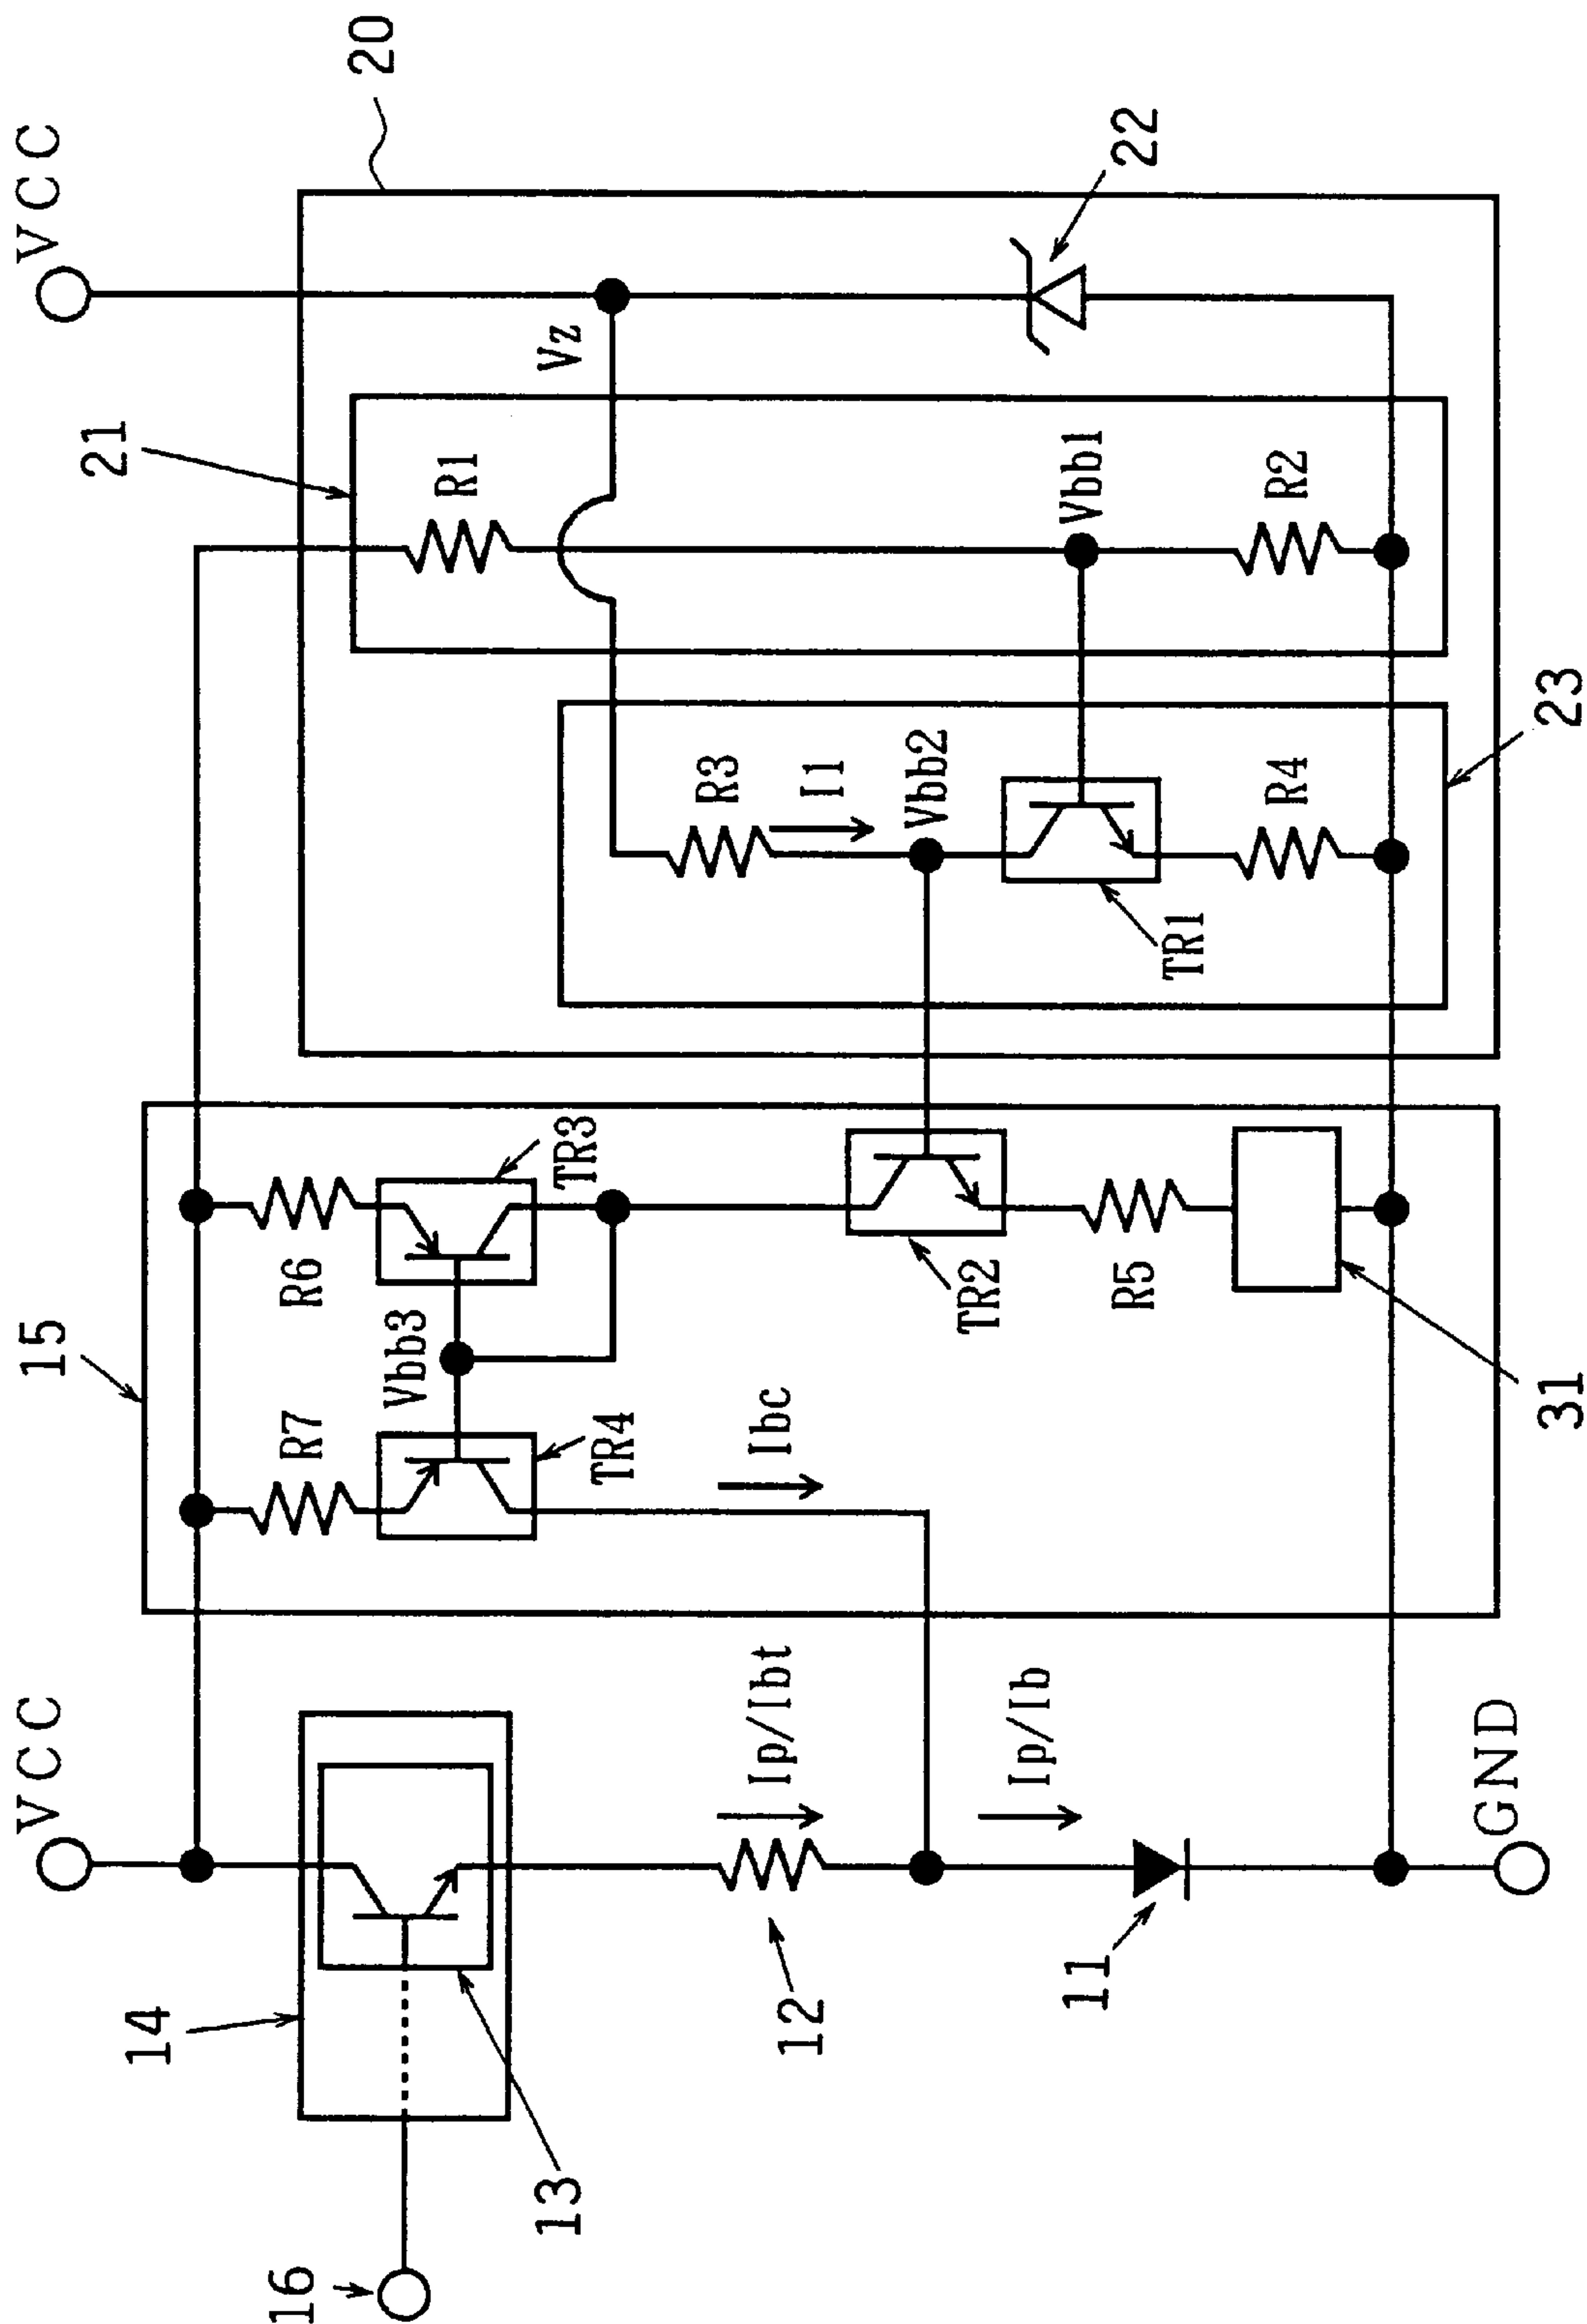 VCC
VCC
14
13
16
12
11
Ip/Ibt
Ip/Ib
GND
15
R7
R6
Vbb3
TR3
TR4
Ibc
TR2
R5
31
20
21
R1
Vz
22
R3
I1
Vbb2
Vbb1
TR1
R4
R2
23